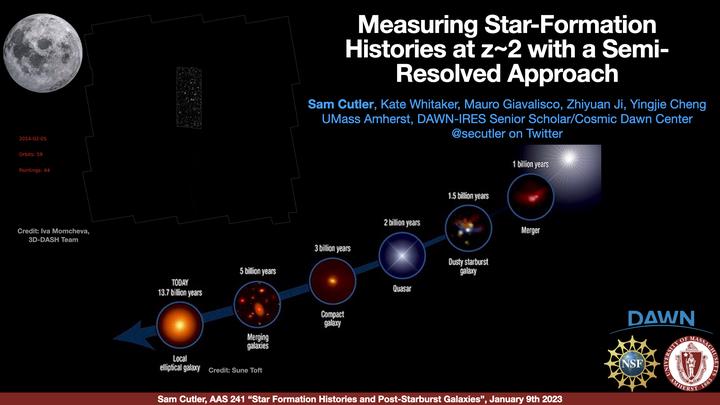 Measuring Star-Formation
Histories at z~2 with a Semi-
Resolved Approach
Sam Cutler, Kate Whitaker, Mauro Giavalisco, Zhiyuan Ji, Yingjie Cheng
UMass Amherst, DAWN-IRES Senior Scholar/Cosmic Dawn Center
@secutler on Twitter
Orbits: 59
Pointings: 44
Credit: Iva Momcheva,
3D-DASH Team
1 billion years
Merger
1.5 billion years
Dusty starburst
galaxy
2 billion years
Quasar
3 billion years
Compact
galaxy
5 billion years
Merging
galaxies
TODAY
13.7 billion years
Local
elliptical galaxy
Credit: Sune Toft
DAWN
NSF
UNIVERSITY OF MASSACHUSETTS
Sam Cutler, AAS 241 “Star Formation Histories and Post-Starburst Galaxies”, January 9th 2023